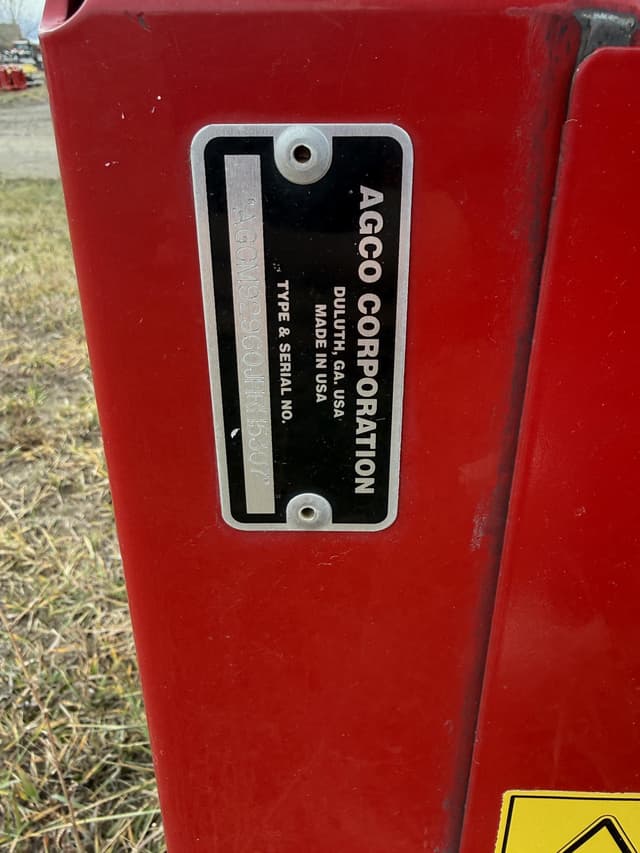 AGCO CORPORATION
DULUTH, GA. USA
MADE IN USA
TYPE & SERIAL NO.